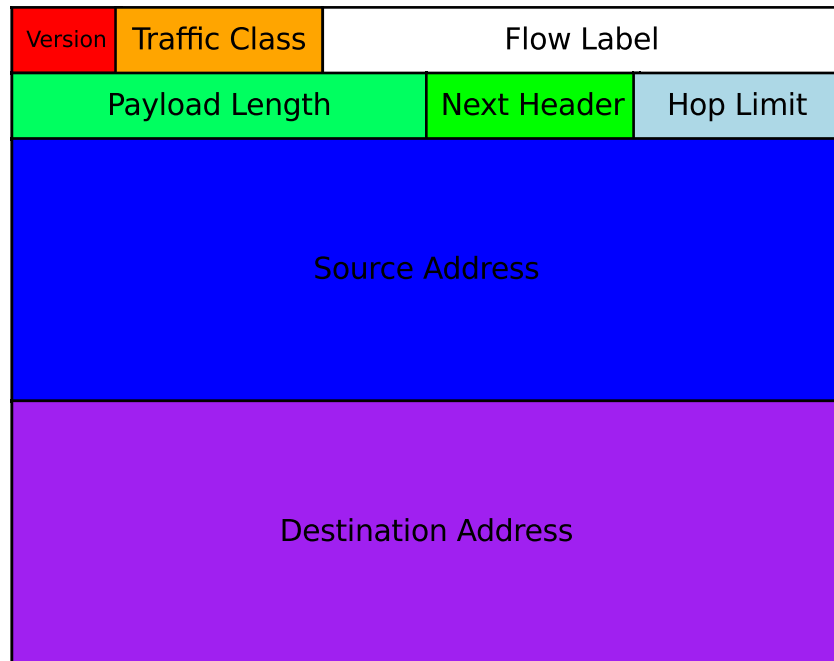 Version Traffic Class Flow Label
Payload Length Next Header Hop Limit
Source Address
Destination Address